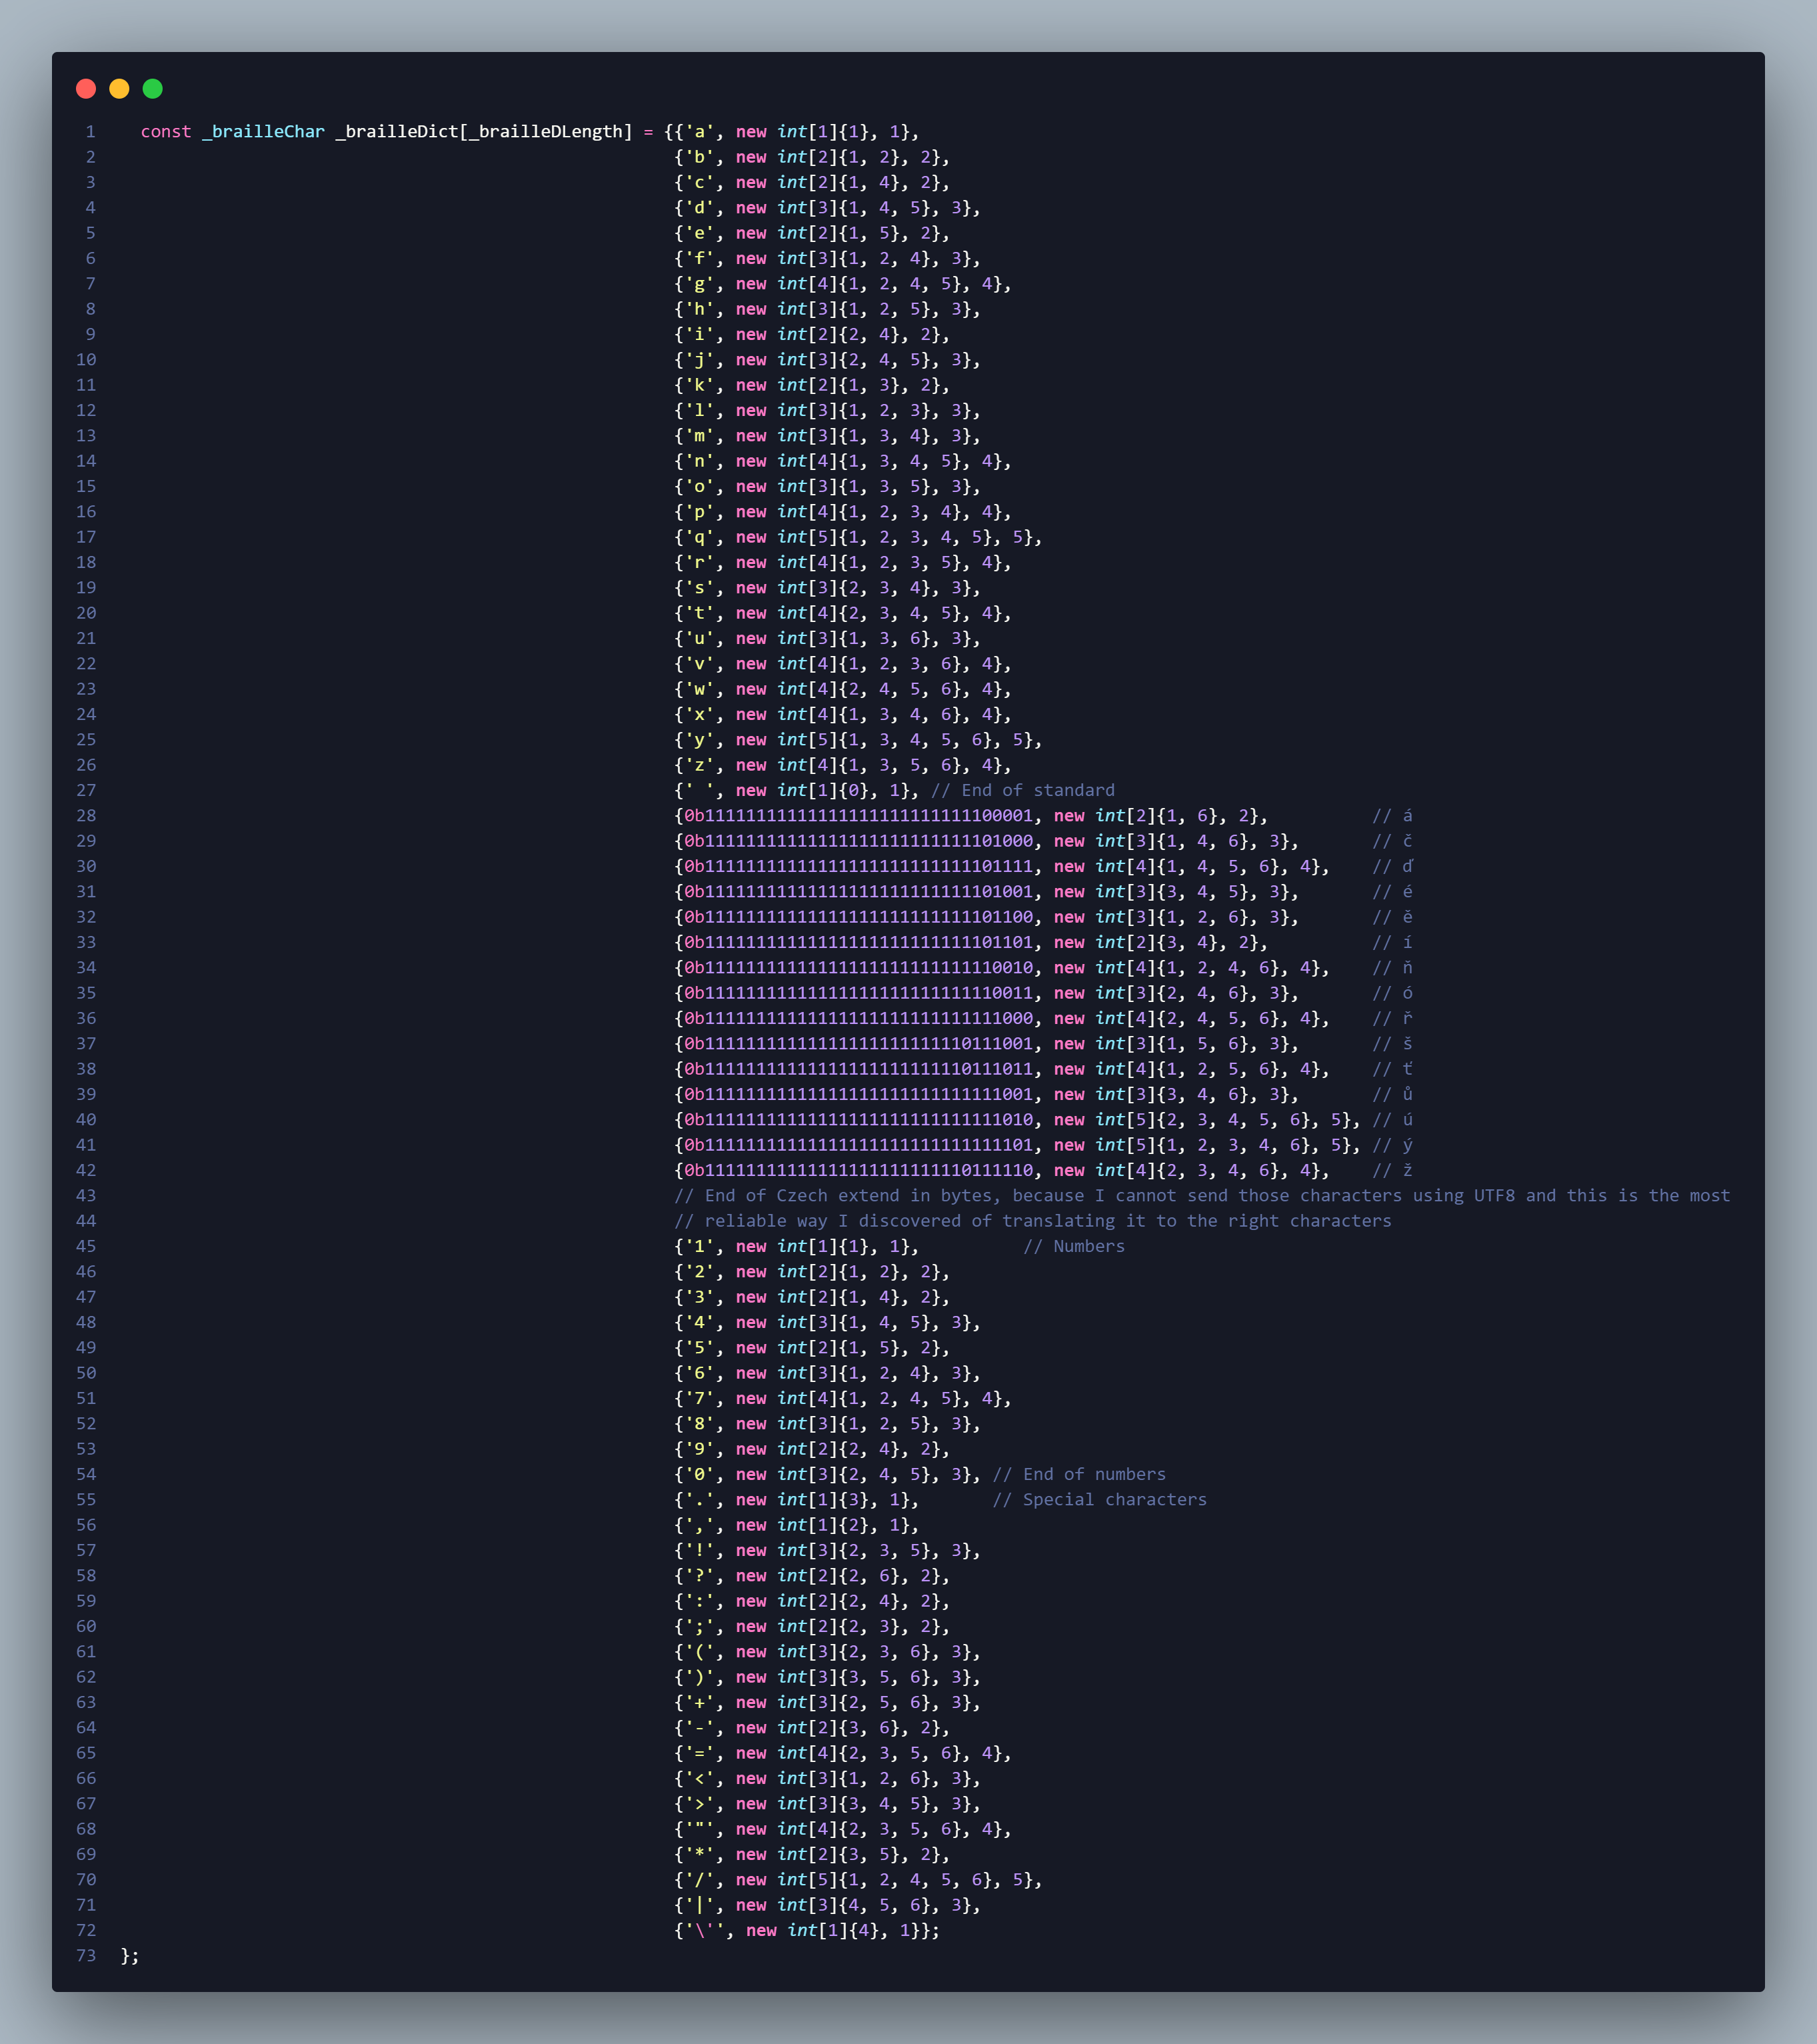 1 const _brailleChar _brailleDict[_brailleDLength] = {{'a', new int[1]{1}, 1},
2 {'b', new int[2]{1, 2}, 2},
3 {'c', new int[2]{1, 4}, 2},
4 {'d', new int[3]{1, 4, 5}, 3},
5 {'e', new int[2]{1, 5}, 2},
6 {'f', new int[3]{1, 2, 4}, 3},
7 {'g', new int[4]{1, 2, 4, 5}, 4},
8 {'h', new int[3]{1, 2, 5}, 3},
9 {'i', new int[2]{2, 4}, 2},
10 {'j', new int[3]{2, 4, 5}, 3},
11 {'k', new int[2]{1, 3}, 2},
12 {'l', new int[3]{1, 2, 3}, 3},
13 {'m', new int[3]{1, 3, 4}, 3},
14 {'n', new int[4]{1, 3, 4, 5}, 4},
15 {'o', new int[3]{1, 3, 5}, 3},
16 {'p', new int[4]{1, 2, 3, 4}, 4},
17 {'q', new int[5]{1, 2, 3, 4, 5}, 5},
18 {'r', new int[4]{1, 2, 3, 5}, 4},
19 {'s', new int[3]{2, 3, 4}, 3},
20 {'t', new int[4]{2, 3, 4, 5}, 4},
21 {'u', new int[3]{1, 3, 6}, 3},
22 {'v', new int[4]{1, 2, 3, 6}, 4},
23 {'w', new int[4]{2, 4, 5, 6}, 4},
24 {'x', new int[4]{1, 3, 4, 6}, 4},
25 {'y', new int[5]{1, 3, 4, 5, 6}, 5},
26 {'z', new int[4]{1, 3, 5, 6}, 4},
27 {' ', new int[1]{0}, 1}, // End of standard
28 {0b11111111111111111111111111100001, new int[2]{1, 6}, 2}, // á
29 {0b11111111111111111111111111101000, new int[3]{1, 4, 6}, 3}, // č
30 {0b11111111111111111111111111101111, new int[4]{1, 4, 5, 6}, 4}, // ď
31 {0b11111111111111111111111111101001, new int[3]{3, 4, 5}, 3}, // é
32 {0b11111111111111111111111111101100, new int[3]{1, 2, 6}, 3}, // ě
33 {0b11111111111111111111111111101101, new int[2]{3, 4}, 2}, // í
34 {0b11111111111111111111111111110010, new int[4]{1, 2, 4, 6}, 4}, // ň
35 {0b11111111111111111111111111110011, new int[3]{2, 4, 6}, 3}, // ó
36 {0b11111111111111111111111111111000, new int[4]{2, 4, 5, 6}, 4}, // ř
37 {0b11111111111111111111111110111001, new int[3]{1, 5, 6}, 3}, // š
38 {0b11111111111111111111111110111011, new int[4]{1, 2, 5, 6}, 4}, // ť
39 {0b11111111111111111111111111111001, new int[3]{3, 4, 6}, 3}, // ů
40 {0b11111111111111111111111111111010, new int[5]{2, 3, 4, 5, 6}, 5}, // ú
41 {0b11111111111111111111111111111101, new int[5]{1, 2, 3, 4, 6}, 5}, // ý
42 {0b11111111111111111111111110111110, new int[4]{2, 3, 4, 6}, 4}, // ž
43 // End of Czech extend in bytes, because I cannot send those characters using UTF8 and this is the most
44 // reliable way I discovered of translating it to the right characters
45 {'1', new int[1]{1}, 1}, // Numbers
46 {'2', new int[2]{1, 2}, 2},
47 {'3', new int[2]{1, 4}, 2},
48 {'4', new int[3]{1, 4, 5}, 3},
49 {'5', new int[2]{1, 5}, 2},
50 {'6', new int[3]{1, 2, 4}, 3},
51 {'7', new int[4]{1, 2, 4, 5}, 4},
52 {'8', new int[3]{1, 2, 5}, 3},
53 {'9', new int[2]{2, 4}, 2},
54 {'0', new int[3]{2, 4, 5}, 3}, // End of numbers
55 {'.', new int[1]{3}, 1}, // Special characters
56 {',', new int[1]{2}, 1},
57 {'!', new int[3]{2, 3, 5}, 3},
58 {'?', new int[2]{2, 6}, 2},
59 {':', new int[2]{2, 4}, 2},
60 {';', new int[2]{2, 3}, 2},
61 {'(', new int[3]{2, 3, 6}, 3},
62 {')', new int[3]{3, 5, 6}, 3},
63 {'+', new int[3]{2, 5, 6}, 3},
64 {'-', new int[2]{3, 6}, 2},
65 {'=', new int[4]{2, 3, 5, 6}, 4},
66 {'<', new int[3]{1, 2, 6}, 3},
67 {'>', new int[3]{3, 4, 5}, 3},
68 {'"', new int[4]{2, 3, 5, 6}, 4},
69 {'*', new int[2]{3, 5}, 2},
70 {'/', new int[5]{1, 2, 4, 5, 6}, 5},
71 {'|', new int[3]{4, 5, 6}, 3},
72 {'\'', new int[1]{4}, 1}};
73 };